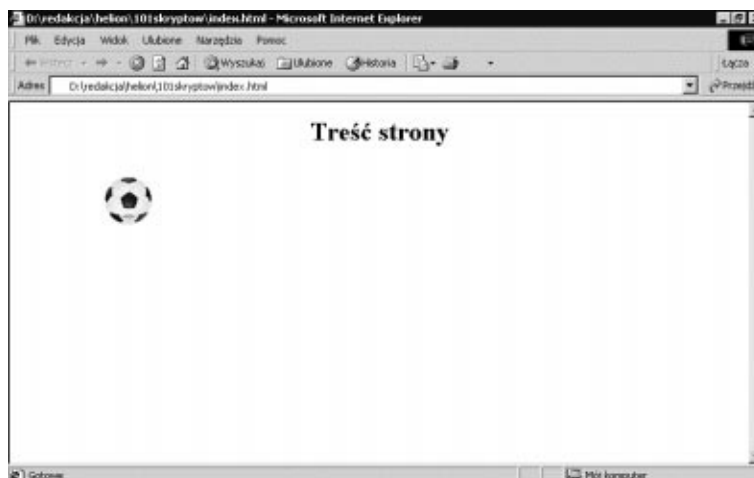 D:\redakcja\helion\101skryptow\index.html - Microsoft Internet Explorer
Plik Edycja Widok Ulubione Narzędzia Pomoc
Wyszukaj Ulubione Historia Łącza
Adres D:\redakcja\helion\101skryptow\index.html Przejdź
Treść strony
Gotowe Mój komputer